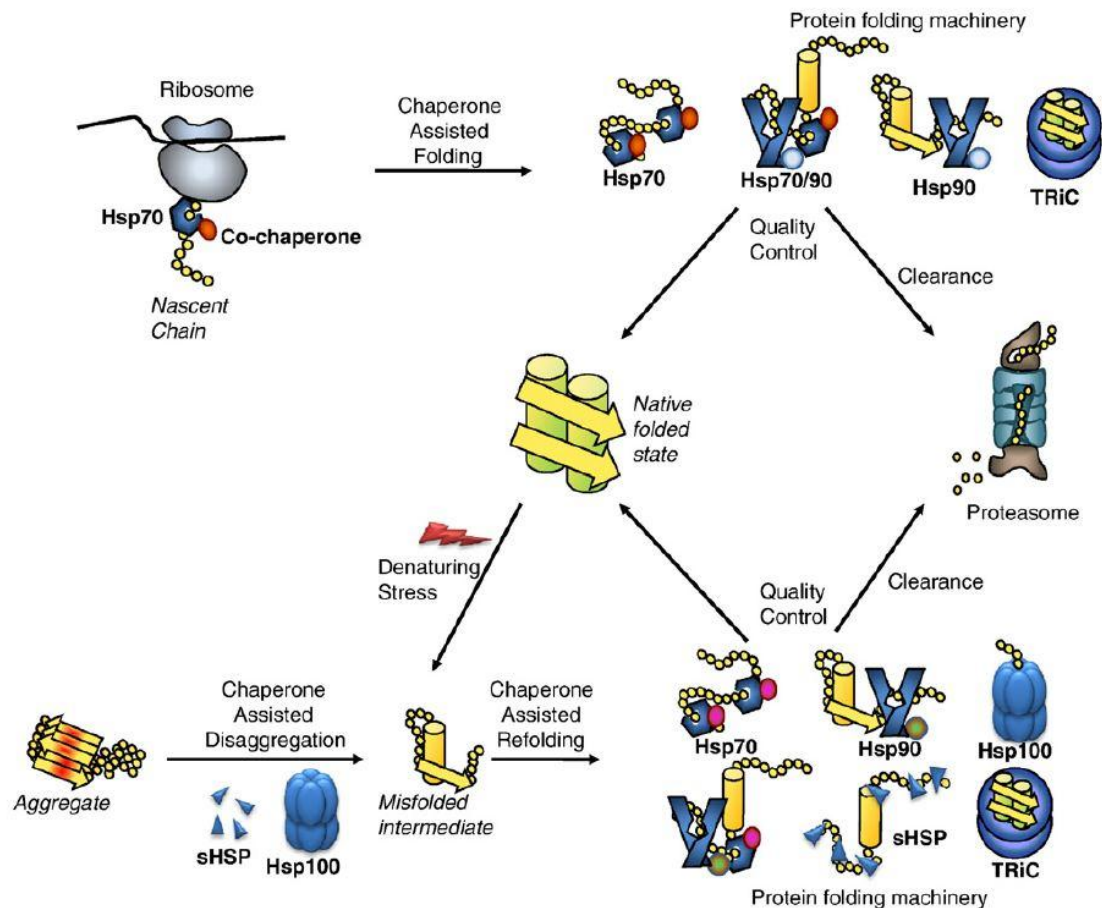 Protein folding machinery
Ribosome
Chaperone
Assisted
Folding
Hsp70
Co-chaperone
Nascent
Chain
Hsp70
Hsp70/90
Hsp90
TRiC
Quality
Control
Clearance
Native
folded
state
Proteasome
Denaturing
Stress
Quality
Control
Clearance
Chaperone
Assisted
Disaggregation
Chaperone
Assisted
Refolding
Aggregate
sHSP
Hsp100
Misfolded
intermediate
Hsp70
Hsp90
Hsp100
sHSP
TRiC
Protein folding machinery